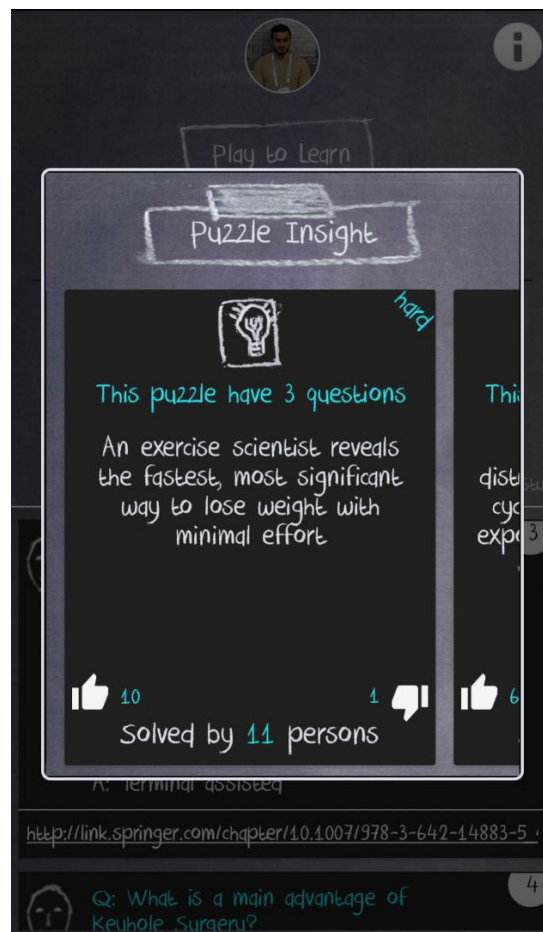 Play to Learn
Puzzle Insight
hard
This puzzle have 3 questions
An exercise scientist reveals
the fastest, most significant
way to lose weight with
minimal effort
10
1
Solved by 11 persons
Thi
dist
cyc
expo
6
3
A: Terminal assisted
http://link.springer.com/chapter/10.1007/978-3-642-14883-5_
4
Q: What is a main advantage of
Keyhole Surgery?